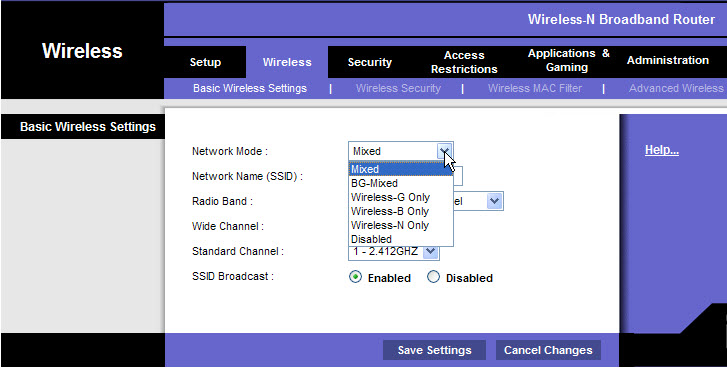 Wireless-N Broadband Router
Wireless
Setup
Wireless
Security
Access Restrictions
Applications & Gaming
Administration
Basic Wireless Settings | Wireless Security | Wireless MAC Filter | Advanced Wireless
Basic Wireless Settings
Help...
Network Mode : Mixed
Mixed
BG-Mixed
Wireless-G Only
Wireless-B Only
Wireless-N Only
Disabled
Network Name (SSID) :
Radio Band :
Wide Channel :
Standard Channel : 1 - 2.412GHZ
SSID Broadcast : Enabled Disabled
Save Settings Cancel Changes